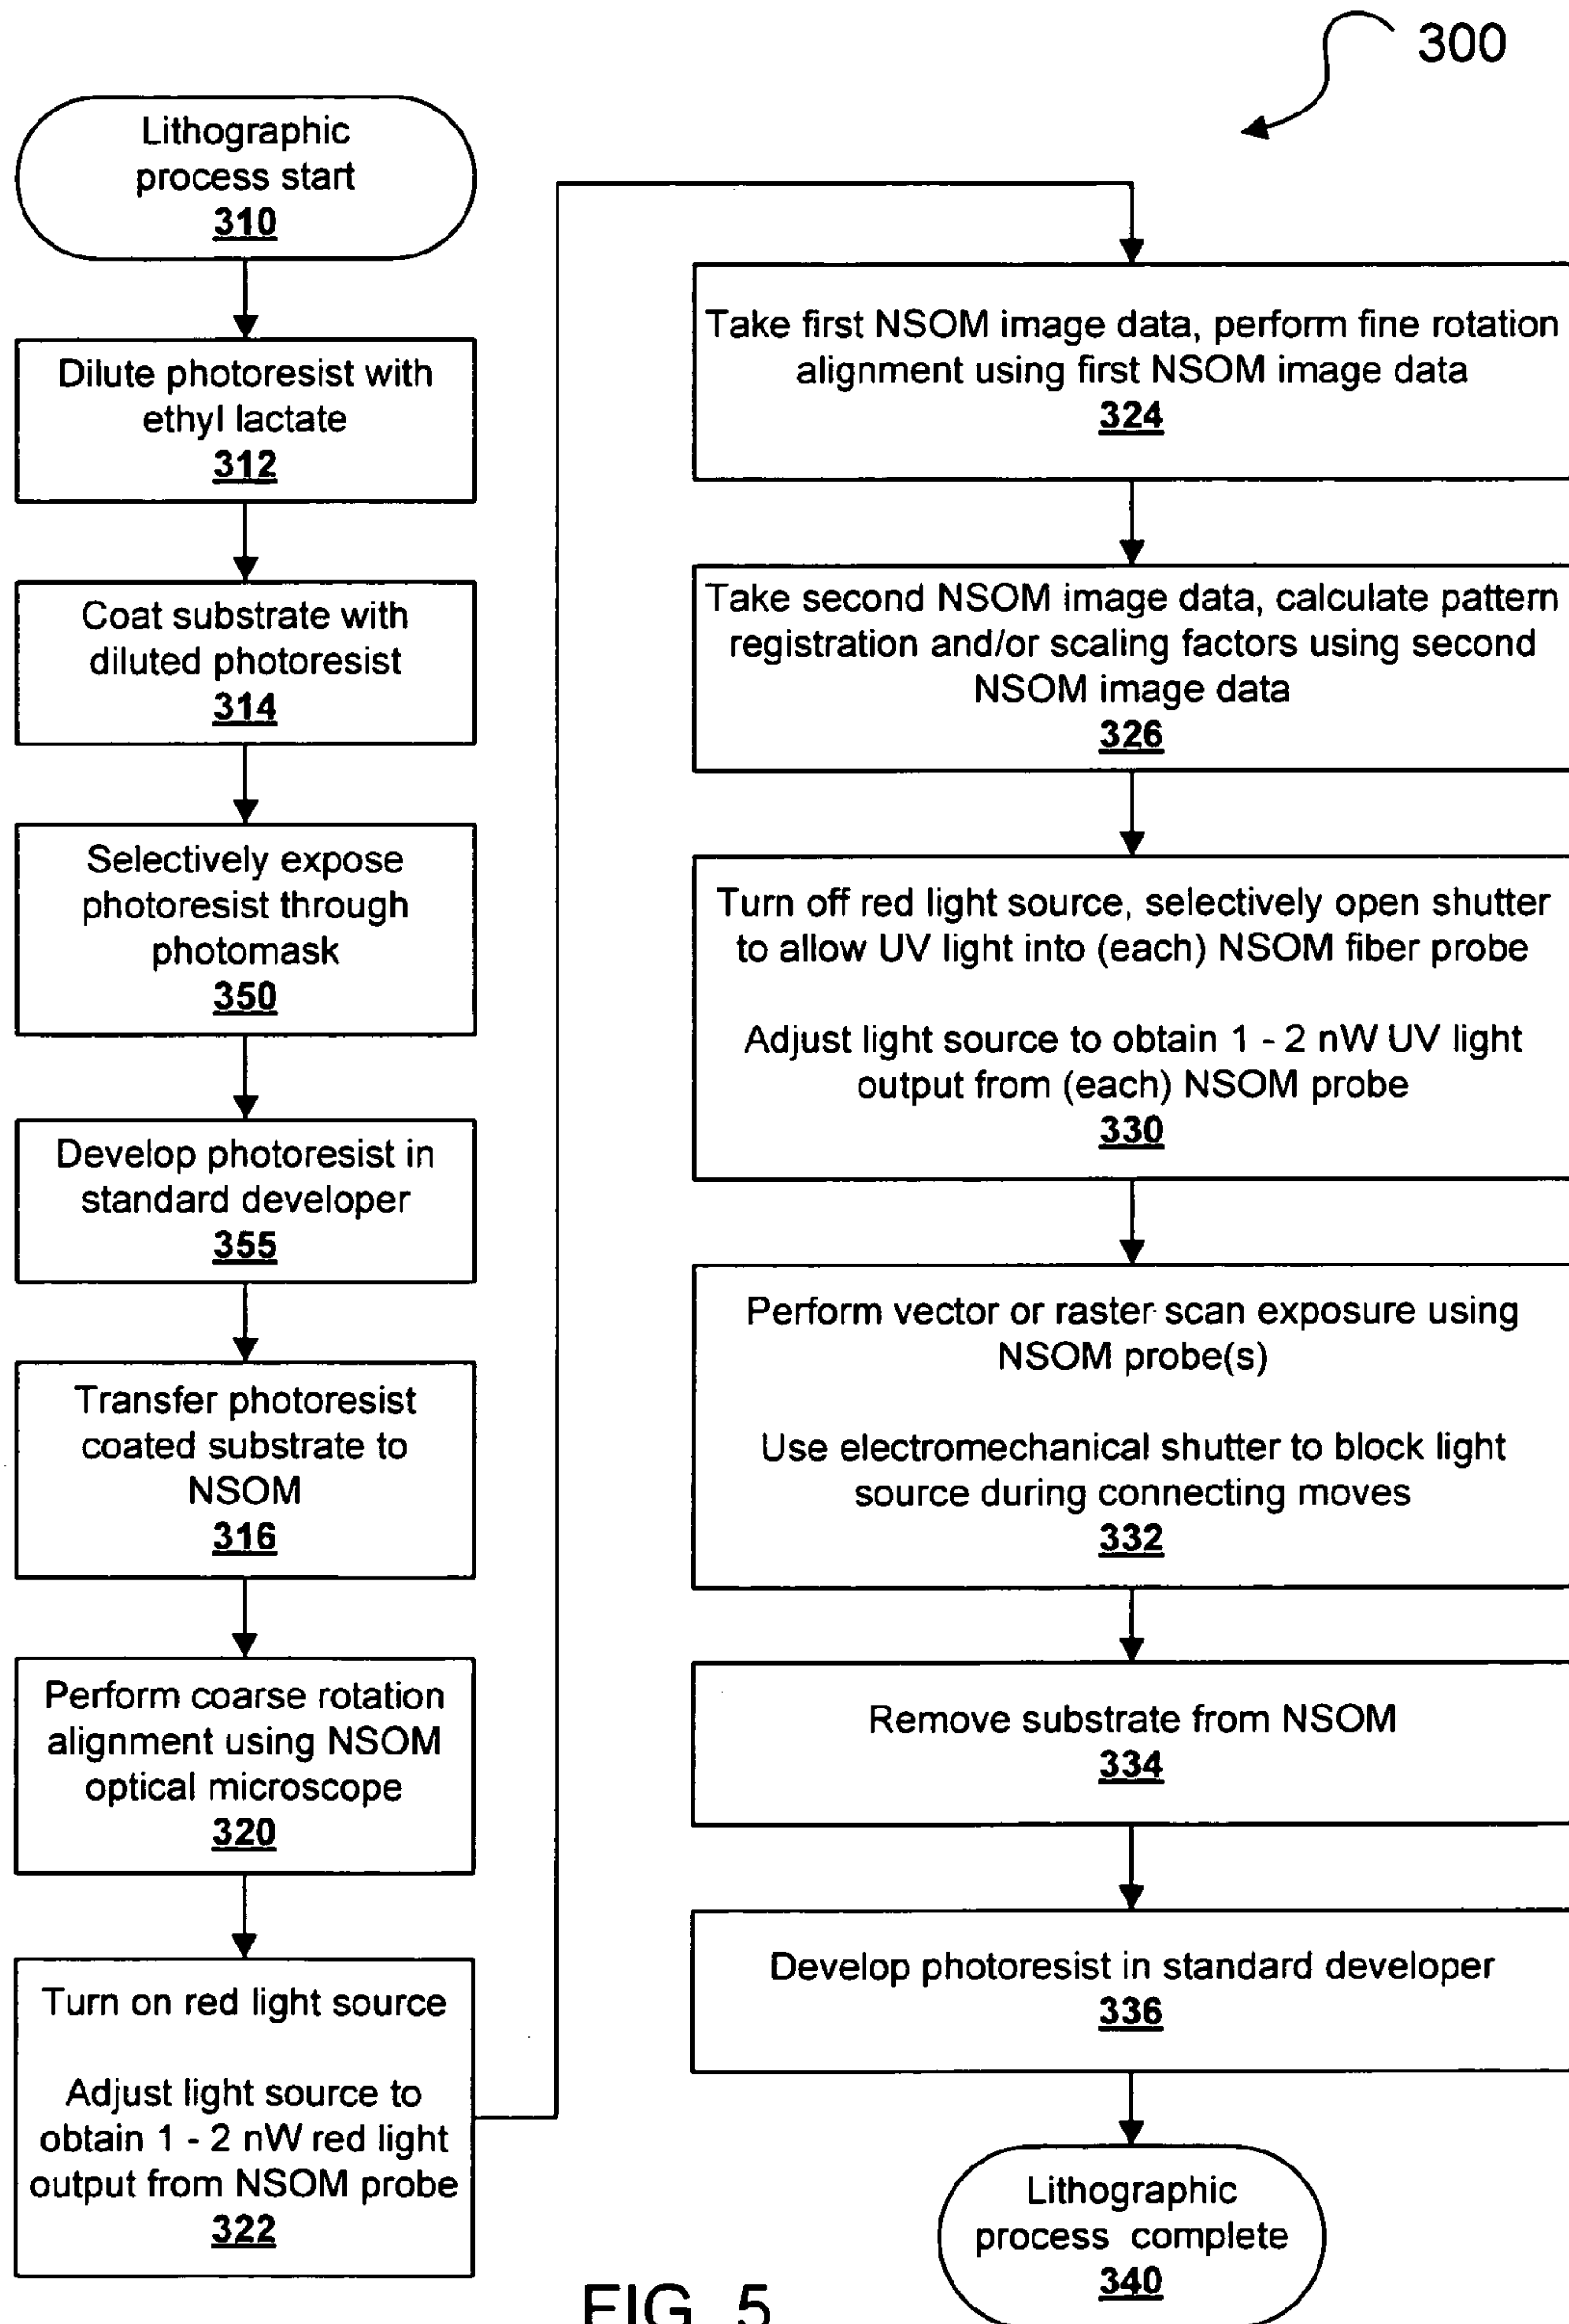 300
Lithographic
process start
310
Dilute photoresist with
ethyl lactate
312
Coat substrate with
diluted photoresist
314
Selectively expose
photoresist through
photomask
350
Develop photoresist in
standard developer
355
Transfer photoresist
coated substrate to
NSOM
316
Perform coarse rotation
alignment using NSOM
optical microscope
320
Turn on red light source
Adjust light source to
obtain 1 - 2 nW red light
output from NSOM probe
322
Take first NSOM image data, perform fine rotation
alignment using first NSOM image data
324
Take second NSOM image data, calculate pattern
registration and/or scaling factors using second
NSOM image data
326
Turn off red light source, selectively open shutter
to allow UV light into (each) NSOM fiber probe
Adjust light source to obtain 1 - 2 nW UV light
output from (each) NSOM probe
330
Perform vector or raster scan exposure using
NSOM probe(s)
Use electromechanical shutter to block light
source during connecting moves
332
Remove substrate from NSOM
334
Develop photoresist in standard developer
336
Lithographic
process complete
340
FIG. 5